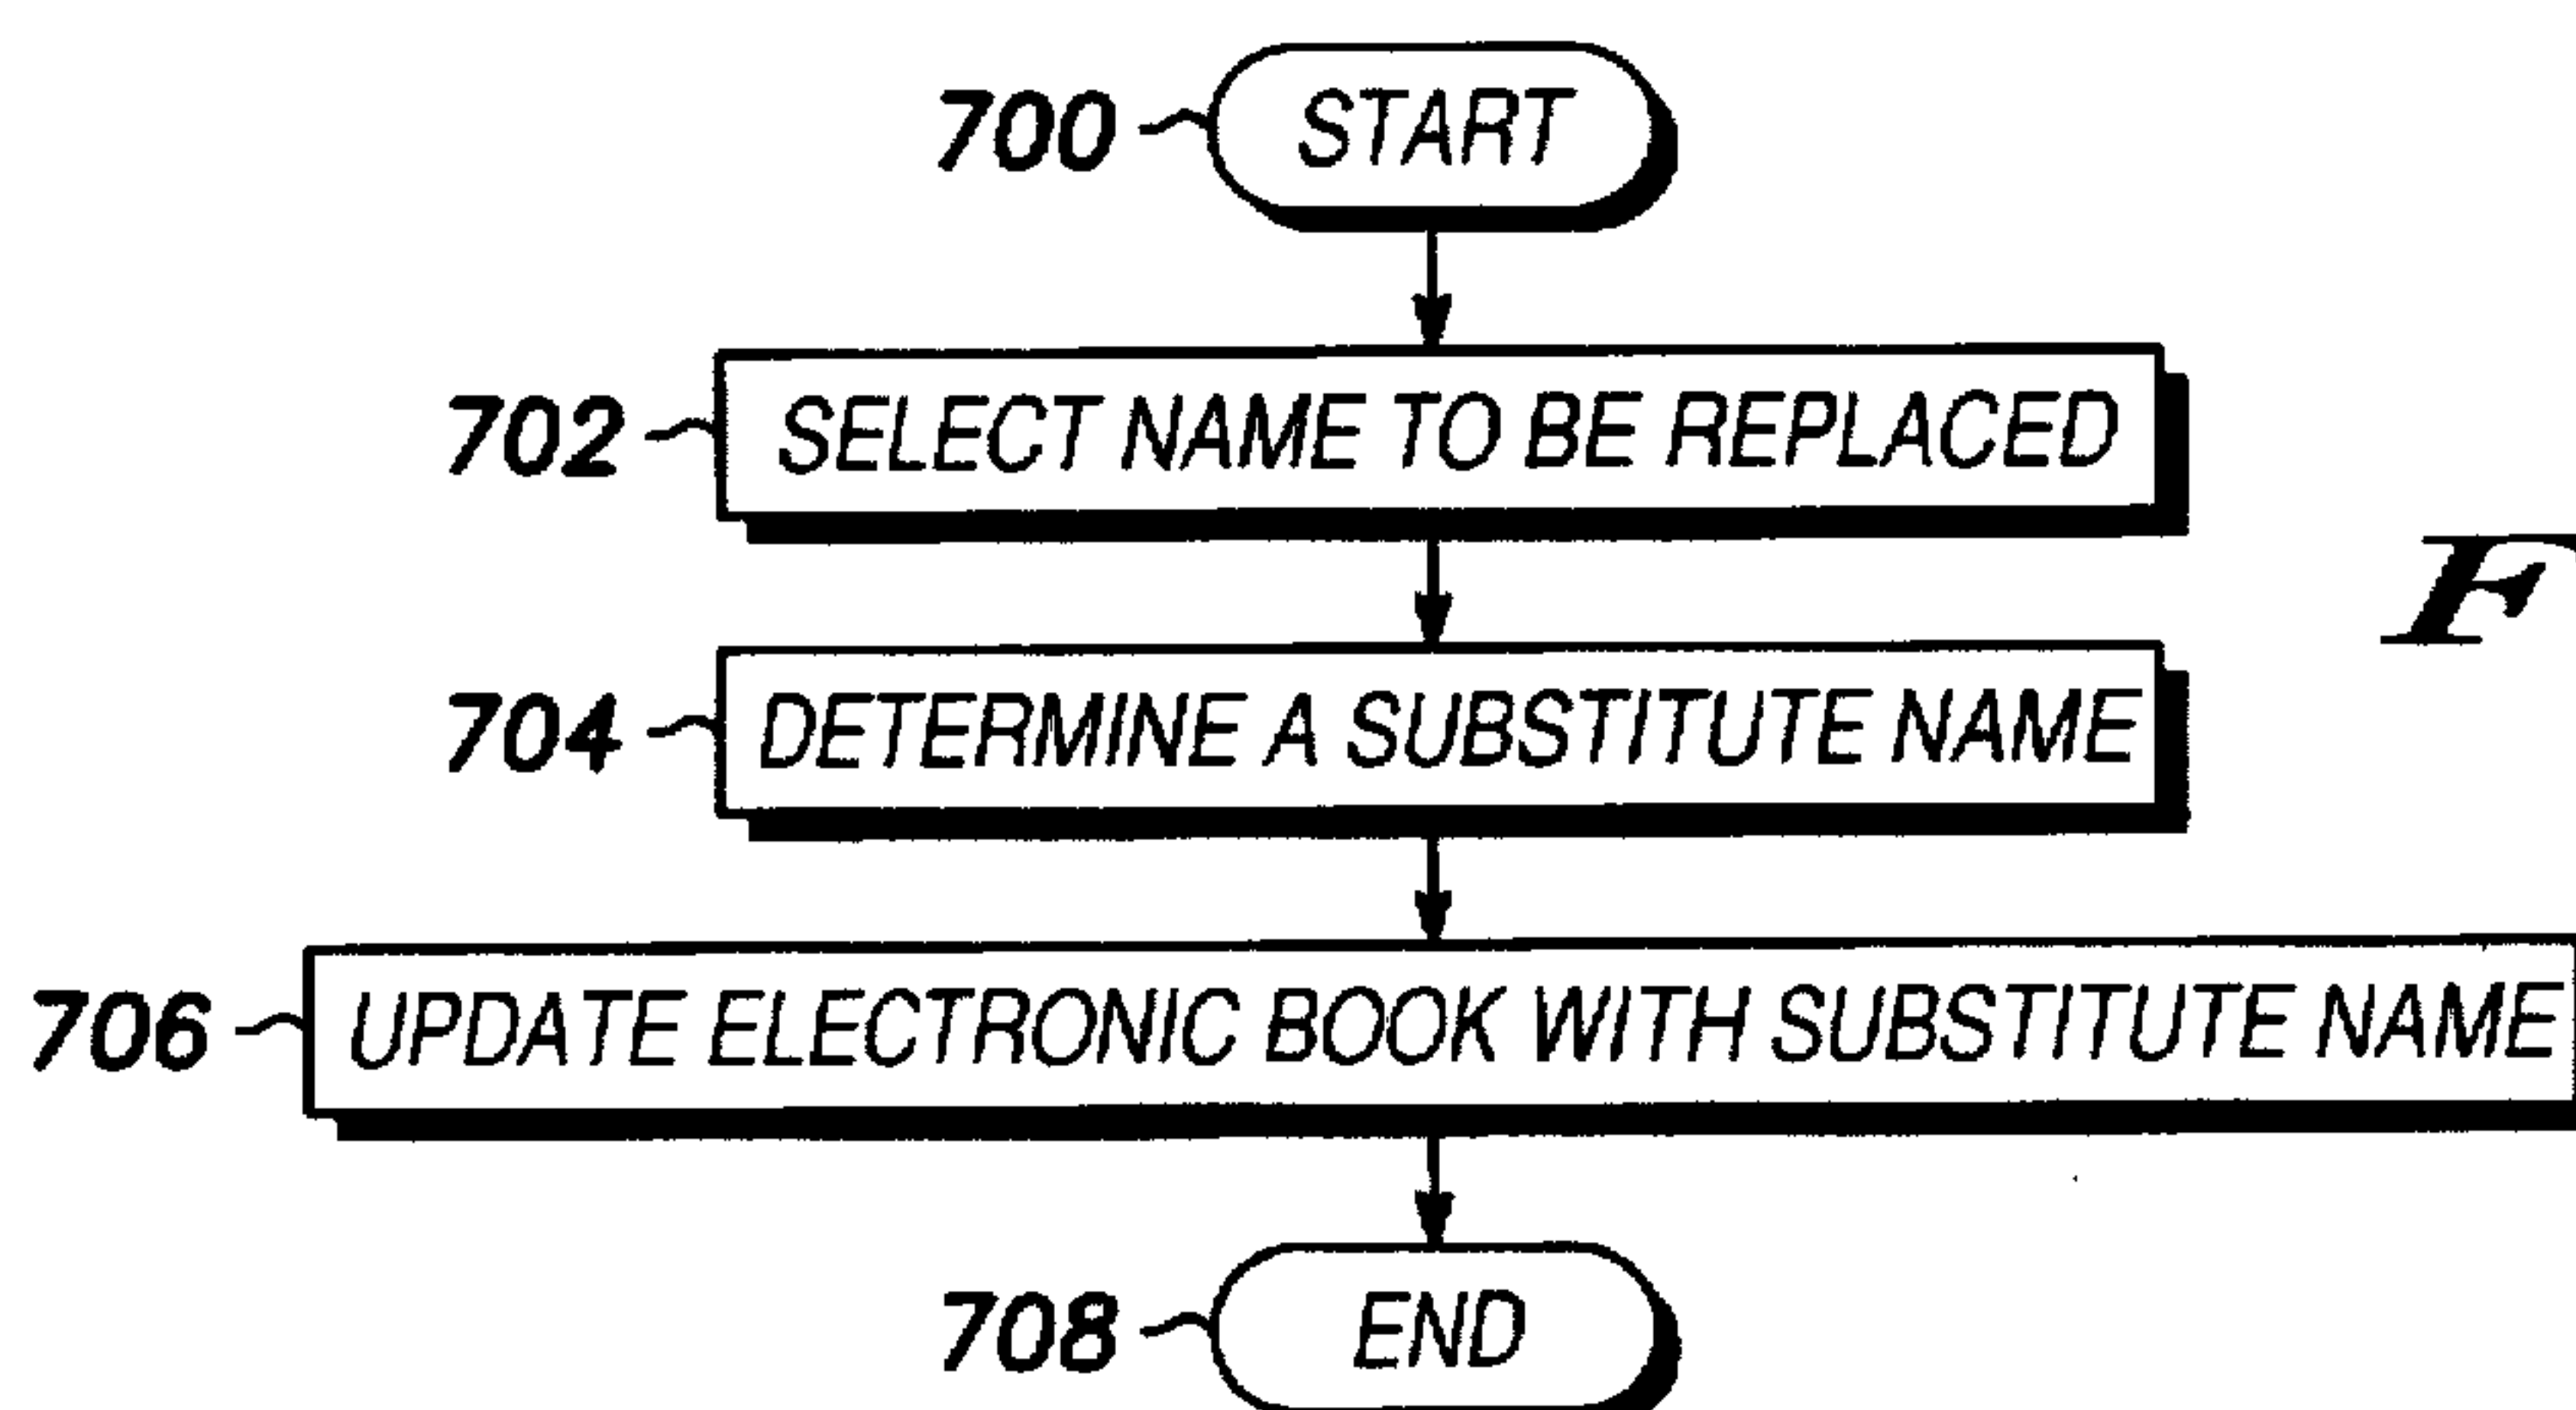 700 START
702 SELECT NAME TO BE REPLACED
F
704 DETERMINE A SUBSTITUTE NAME
706 UPDATE ELECTRONIC BOOK WITH SUBSTITUTE NAME
708 END